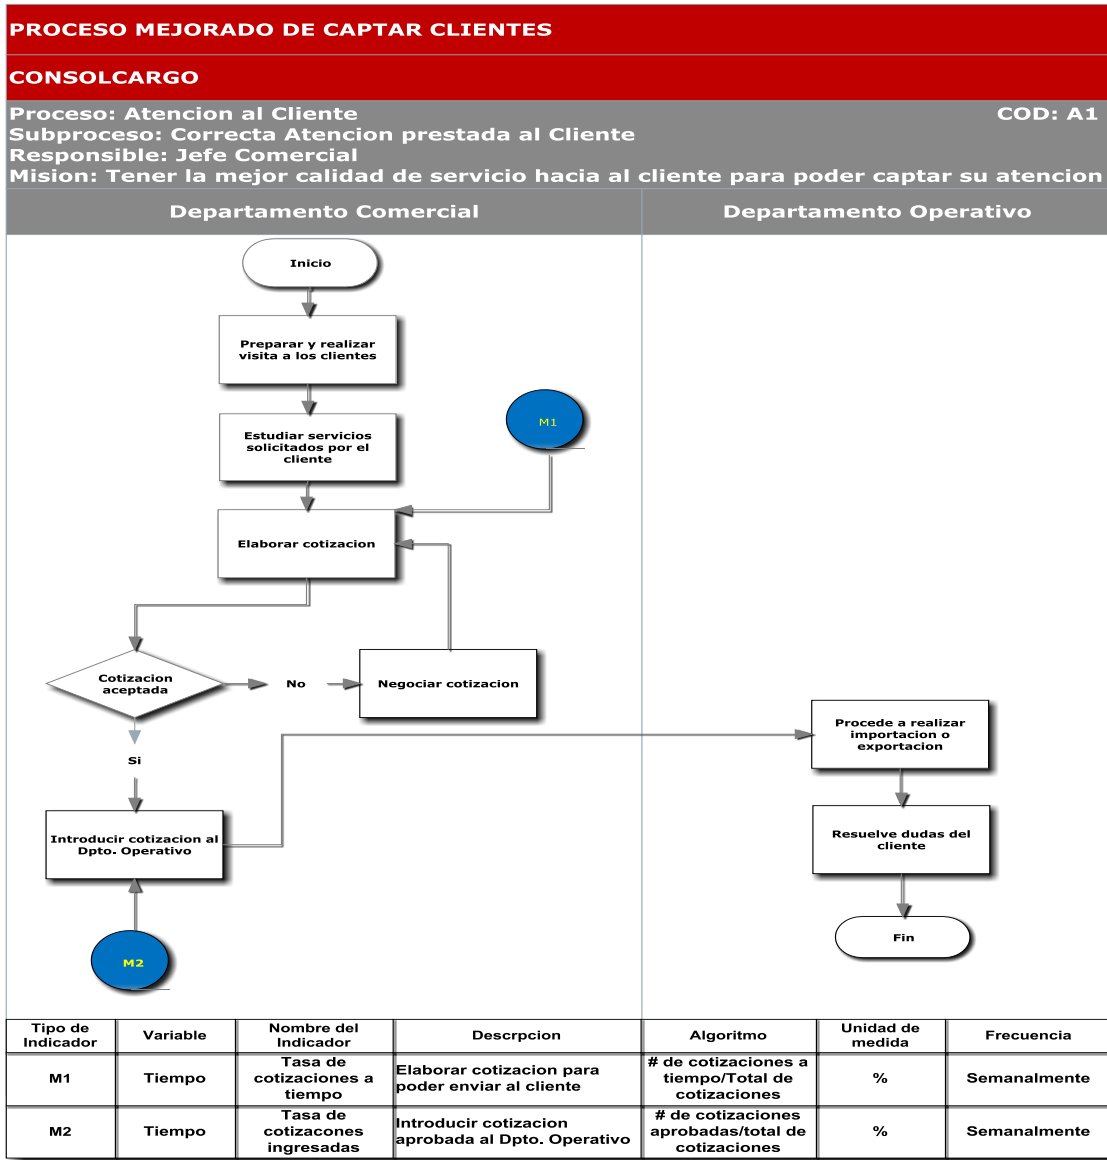 PROCESO MEJORADO DE CAPTAR CLIENTES
CONSOLCARGO
Proceso: Atencion al Cliente COD: A1
Subproceso: Correcta Atencion prestada al Cliente
Responsible: Jefe Comercial
Mision: Tener la mejor calidad de servicio hacia al cliente para poder captar su atencion
Departamento Comercial
Departamento Operativo
Inicio
Preparar y realizar
visita a los clientes
Estudiar servicios
solicitados por el
cliente
M1
Elaborar cotizacion
Cotizacion
aceptada
No
Negociar cotizacion
Si
Introducir cotizacion al
Dpto. Operativo
M2
Procede a realizar
importacion o
exportacion
Resuelve dudas del
cliente
Fin
Tipo de
Indicador
Variable
Nombre del
Indicador
Descrpcion
Algoritmo
Unidad de
medida
Frecuencia
M1
Tiempo
Tasa de
cotizaciones a
tiempo
Elaborar cotizacion para
poder enviar al cliente
# de cotizaciones a
tiempo/Total de
cotizaciones
%
Semanalmente
M2
Tiempo
Tasa de
cotizacones
ingresadas
Introducir cotizacion
aprobada al Dpto. Operativo
# de cotizaciones
aprobadas/total de
cotizaciones
%
Semanalmente